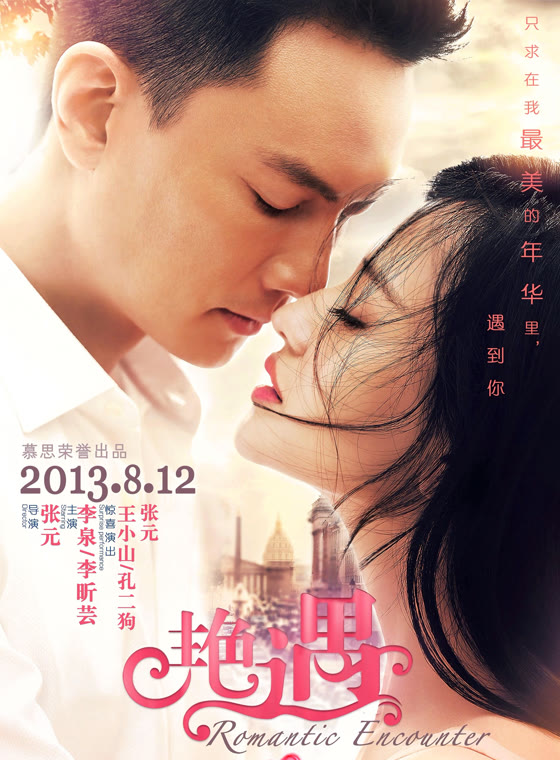 只求在我最美的年华里，
遇到你
慕思荣誉出品
2013.8.12
张元
王小山/孔二狗
惊喜演出
Surprise performance
李泉/李昕芸
主演
Starring
张元
导演
Director
艳遇
Romantic Encounter